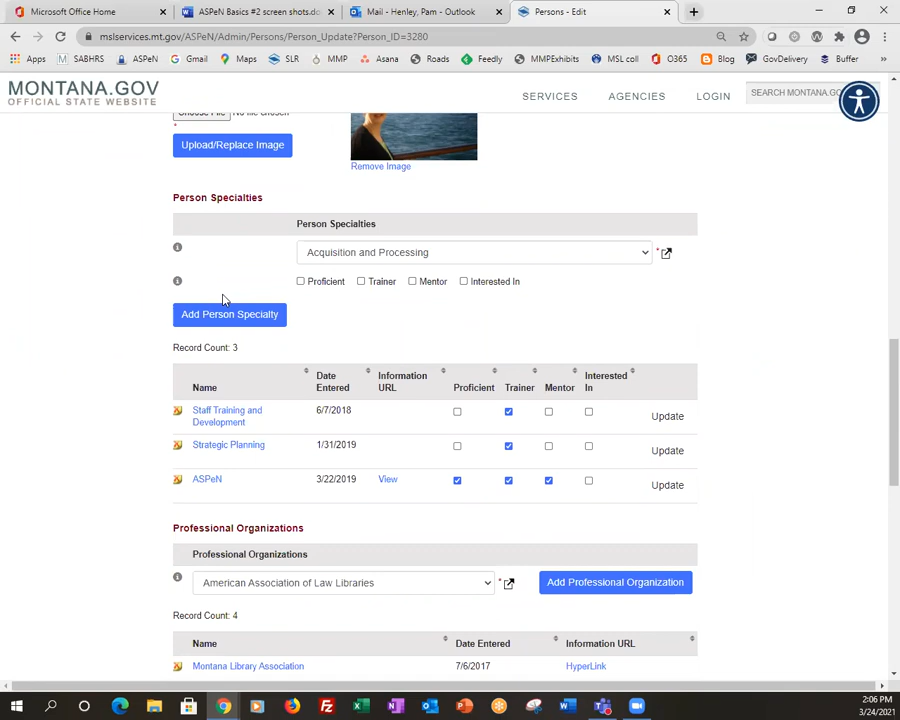 Microsoft Office Home
ASPeN Basics #2 screen shots.do
Mail - Henley, Pam - Outlook
Persons - Edit
mslservices.mt.gov/ASPeN/Admin/Persons/Person_Update?Person_ID=3280
Apps SABHRS ASPeN Gmail Maps SLR MMP Asana Roads Feedly MMPExhibits MSL coll O365 Blog GovDelivery Buffer
MONTANA.GOV
OFFICIAL STATE WEBSITE
SERVICES AGENCIES LOGIN SEARCH MONTANA.GO
Choose File No file chosen
*
Upload/Replace Image
Remove Image
Person Specialties
Person Specialties
Acquisition and Processing *
Proficient Trainer Mentor Interested In
Add Person Specialty
Record Count: 3
Name Date Entered Information URL Proficient Trainer Mentor Interested In
Staff Training and Development 6/7/2018 Update
Strategic Planning 1/31/2019 Update
ASPeN 3/22/2019 View Update
Professional Organizations
Professional Organizations
American Association of Law Libraries * Add Professional Organization
Record Count: 4
Name Date Entered Information URL
Montana Library Association 7/6/2017 HyperLink
2:06 PM
3/24/2021